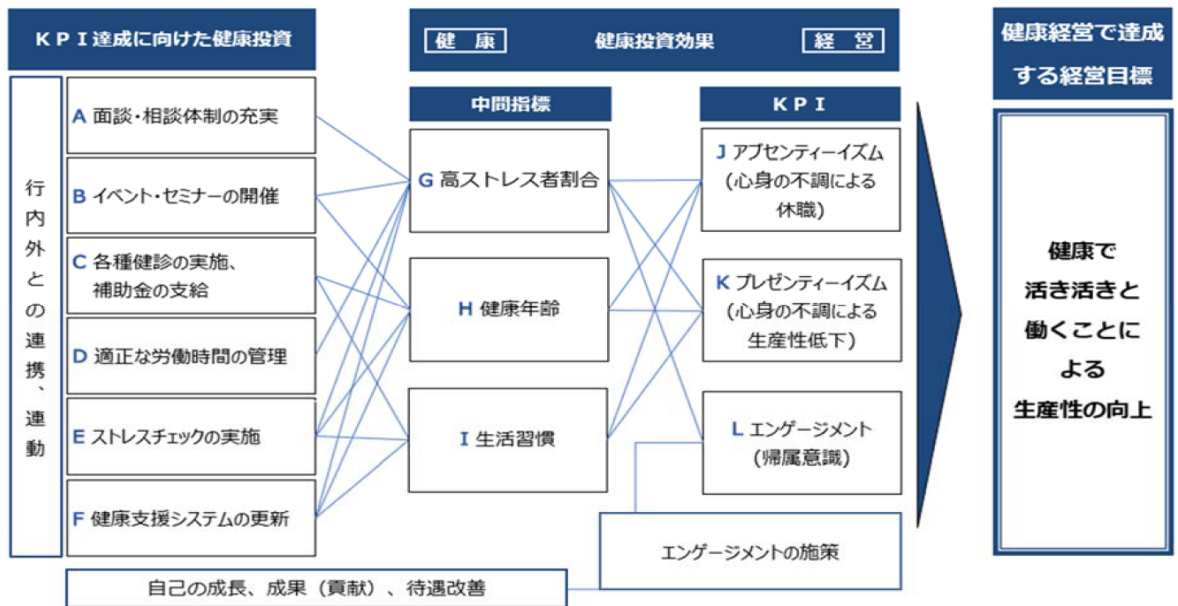 KPI達成に向けた健康投資
健康
健康投資効果
経営
健康経営で達成
する経営目標
行内外との連携、連動
A 面談・相談体制の充実
B イベント・セミナーの開催
C 各種健診の実施、
補助金の支給
D 適正な労働時間の管理
E ストレスチェックの実施
F 健康支援システムの更新
中間指標
G 高ストレス者割合
H 健康年齢
I 生活習慣
KPI
J アブセンティーイズム
(心身の不調による
休職)
K プレゼンティーイズム
(心身の不調による
生産性低下)
L エンゲージメント
(帰属意識)
エンゲージメントの施策
自己の成長、成果（貢献）、待遇改善
健康で
活き活きと
働くことに
よる
生産性の向上